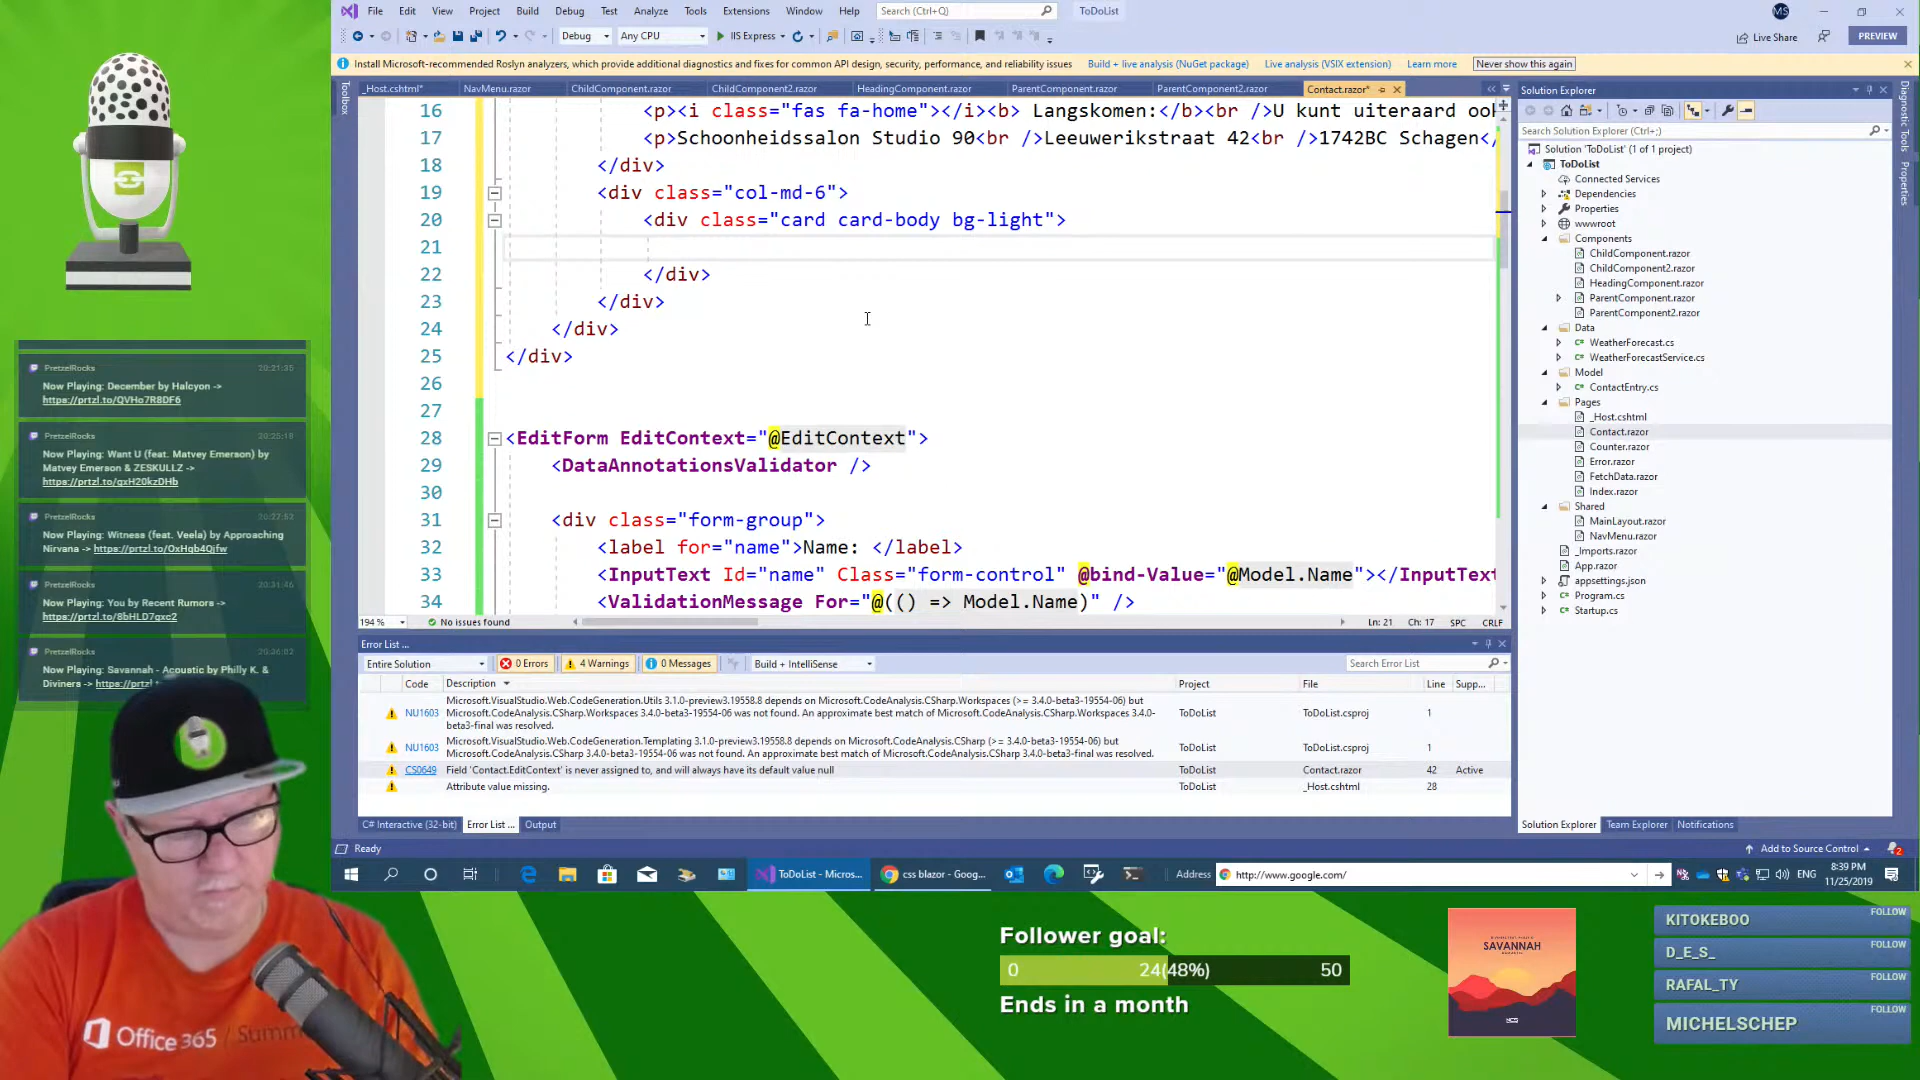 File Edit View Project Build Debug Test Analyze Tools Extensions Window Help Search (Ctrl+Q) ToDoList MS
Debug Any CPU IIS Express Live Share PREVIEW
Install Microsoft-recommended Roslyn analyzers, which provide additional diagnostics and fixes for common API design, security, performance, and reliability issues Build + live analysis (NuGet package) Live analysis (VSIX extension) Learn more Never show this again
Toolbox
_Host.cshtml* NavMenu.razor ChildComponent.razor ChildComponent2.razor HeadingComponent.razor ParentComponent.razor ParentComponent2.razor Contact.razor*
16 <p><i class="fas fa-home"></i><b> Langskomen:</b><br />U kunt uiteraard ook
17 <p>Schoonheidssalon Studio 90<br />Leeuwerikstraat 42<br />1742BC Schagen</
18 </div>
19 <div class="col-md-6">
20 <div class="card card-body bg-light">
21
22 </div>
23 </div>
24 </div>
25 </div>
26
27
28 <EditForm EditContext="@EditContext">
29 <DataAnnotationsValidator />
30
31 <div class="form-group">
32 <label for="name">Name: </label>
33 <InputText Id="name" Class="form-control" @bind-Value="@Model.Name"></InputText
34 <ValidationMessage For="@(() => Model.Name)" />
194 % No issues found Ln: 21 Ch: 17 SPC CRLF
Error List ...
Entire Solution 0 Errors 4 Warnings 0 Messages Build + IntelliSense Search Error List
Code Description Project File Line Supp...
NU1603 Microsoft.VisualStudio.Web.CodeGeneration.Utils 3.1.0-preview3.19558.8 depends on Microsoft.CodeAnalysis.CSharp.Workspaces (>= 3.4.0-beta3-19554-06) but Microsoft.CodeAnalysis.CSharp.Workspaces 3.4.0-beta3-19554-06 was not found. An approximate best match of Microsoft.CodeAnalysis.CSharp.Workspaces 3.4.0-beta3-final was resolved. ToDoList ToDoList.csproj 1
NU1603 Microsoft.VisualStudio.Web.CodeGeneration.Templating 3.1.0-preview3.19558.8 depends on Microsoft.CodeAnalysis.CSharp (>= 3.4.0-beta3-19554-06) but Microsoft.CodeAnalysis.CSharp 3.4.0-beta3-19554-06 was not found. An approximate best match of Microsoft.CodeAnalysis.CSharp 3.4.0-beta3-final was resolved. ToDoList ToDoList.csproj 1
CS0649 Field 'Contact.EditContext' is never assigned to, and will always have its default value null ToDoList Contact.razor 42 Active
Attribute value missing. ToDoList _Host.cshtml 28
C# Interactive (32-bit) Error List ... Output
Ready Add to Source Control 2
Solution Explorer
Search Solution Explorer (Ctrl+;)
Solution 'ToDoList' (1 of 1 project)
ToDoList
Connected Services
Dependencies
Properties
wwwroot
Components
ChildComponent.razor
ChildComponent2.razor
HeadingComponent.razor
ParentComponent.razor
ParentComponent2.razor
Data
WeatherForecast.cs
WeatherForecastService.cs
Model
ContactEntry.cs
Pages
_Host.cshtml
Contact.razor
Counter.razor
Error.razor
FetchData.razor
Index.razor
Shared
MainLayout.razor
NavMenu.razor
_Imports.razor
App.razor
appsettings.json
Program.cs
Startup.cs
Solution Explorer Team Explorer Notifications
Diagnostic Tools
Properties
ToDoList - Micros... css blazor - Goog... Address http://www.google.com/ ENG 8:39 PM
11/25/2019
PretzelRocks 20:21:35
Now Playing: December by Halcyon ->
https://prtzl.to/QVHo7R8DF6
PretzelRocks 20:25:18
Now Playing: Want U (feat. Matvey Emerson) by
Matvey Emerson & ZESKULLZ ->
https://prtzl.to/gxH20kzDHb
PretzelRocks 20:27:52
Now Playing: Witness (feat. Veela) by Approaching
Nirvana -> https://prtzl.to/OxHqb4Qjfw
PretzelRocks 20:31:46
Now Playing: You by Recent Rumors ->
https://prtzl.to/8bHLD7gxc2
PretzelRocks 20:36:02
Now Playing: Savannah - Acoustic by Philly K. &
Diviners ->
Office 365
Follower goal:
0 24(48%) 50
Ends in a month
SAVANNAH
KITOKEBOO FOLLOW
D_E_S_ FOLLOW
RAFAL_TY FOLLOW
MICHELSCHEP FOLLOW